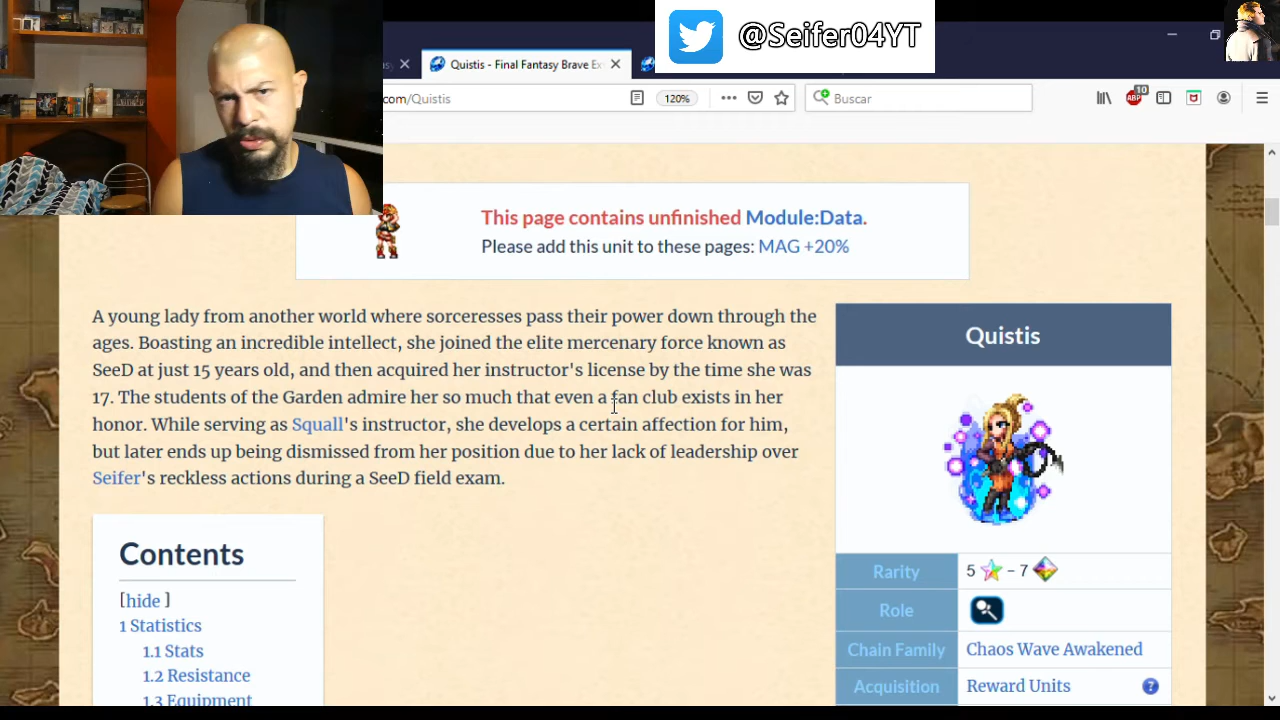 @Seifer04YT
Quistis - Final Fantasy Brave Ex
com/Quistis
120%
Buscar
ABP
10
This page contains unfinished Module:Data.
Please add this unit to these pages: MAG +20%
A young lady from another world where sorceresses pass their power down through the
ages. Boasting an incredible intellect, she joined the elite mercenary force known as
SeeD at just 15 years old, and then acquired her instructor's license by the time she was
17. The students of the Garden admire her so much that even a fan club exists in her
honor. While serving as Squall's instructor, she develops a certain affection for him,
but later ends up being dismissed from her position due to her lack of leadership over
Seifer's reckless actions during a SeeD field exam.
Contents
[hide ]
1 Statistics
1.1 Stats
1.2 Resistance
1.3 Equipment
Quistis
Rarity
5 - 7
Role
Chain Family
Chaos Wave Awakened
Acquisition
Reward Units
?